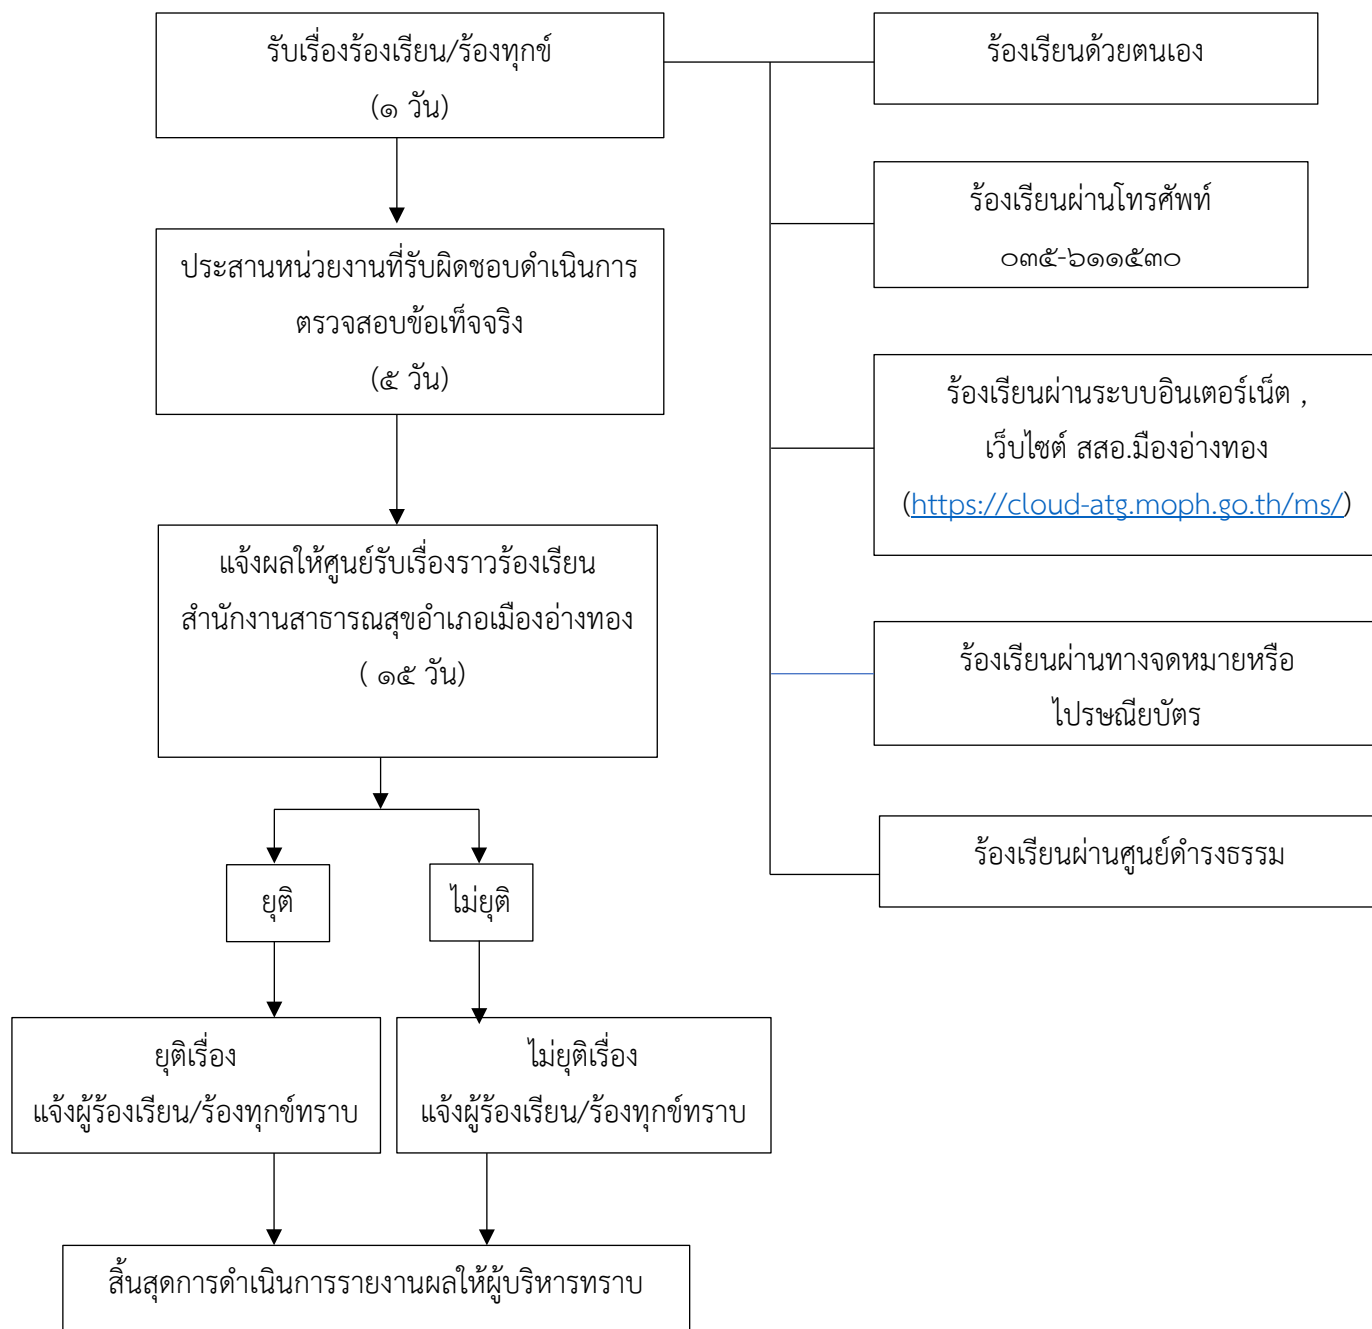 รับเรื่องร้องเรียน/ร้องทุกข์
(๑ วัน)
ประสานหน่วยงานที่รับผิดชอบดำเนินการ
ตรวจสอบข้อเท็จจริง
(๕ วัน)
แจ้งผลให้ศูนย์รับเรื่องราวร้องเรียน
สำนักงานสาธารณสุขอำเภอเมืองอ่างทอง
( ๑๕ วัน)
ยุติ
ไม่ยุติ
ยุติเรื่อง
แจ้งผู้ร้องเรียน/ร้องทุกข์ทราบ
ไม่ยุติเรื่อง
แจ้งผู้ร้องเรียน/ร้องทุกข์ทราบ
สิ้นสุดการดำเนินการรายงานผลให้ผู้บริหารทราบ
ร้องเรียนด้วยตนเอง
ร้องเรียนผ่านโทรศัพท์
๐๓๕-๖๑๑๕๓๐
ร้องเรียนผ่านระบบอินเตอร์เน็ต ,
เว็บไซต์ สสอ.มืองอ่างทอง
(https://cloud-atg.moph.go.th/ms/)
ร้องเรียนผ่านทางจดหมายหรือ
ไปรษณียบัตร
ร้องเรียนผ่านศูนย์ดำรงธรรม